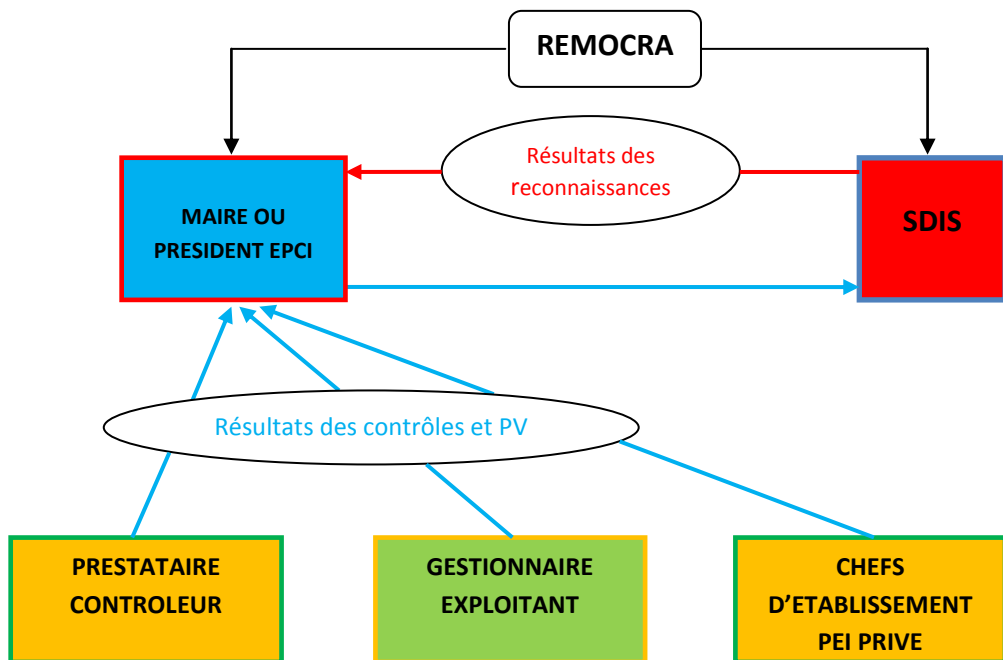 REMOCRA
Résultats des
reconnaissances
MAIRE OU
PRESIDENT EPCI
SDIS
Résultats des contrôles et PV
PRESTATAIRE
CONTROLEUR
GESTIONNAIRE
EXPLOITANT
CHEFS
D’ETABLISSEMENT
PEI PRIVE